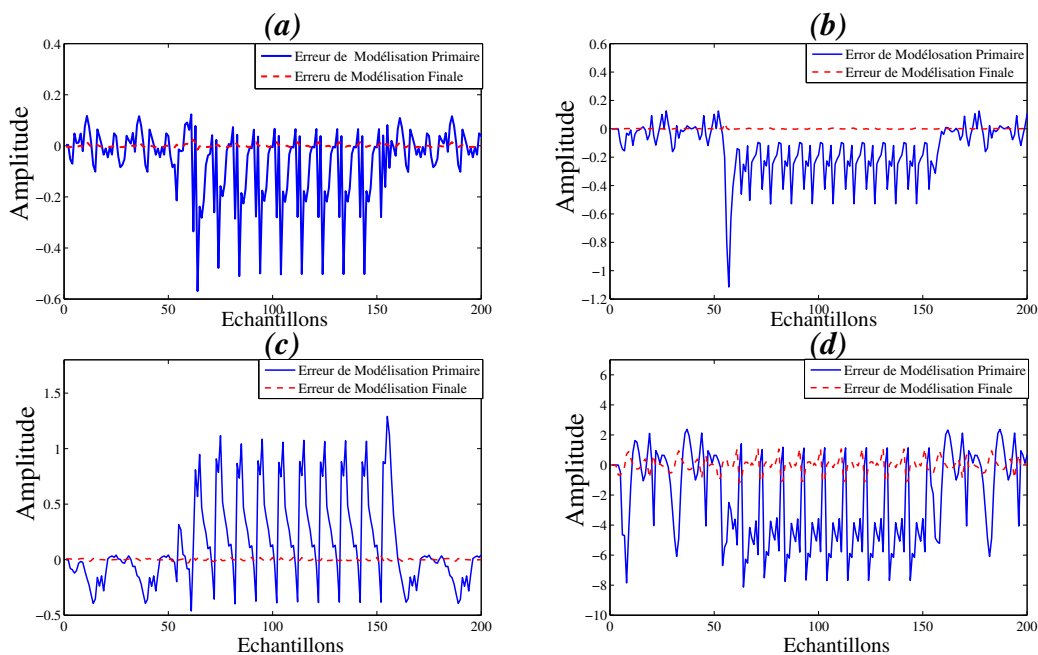 (a)
0.4
0.2
0
−0.2
−0.4
−0.6
Amplitude
Erreur de Modélisation Primaire
Erreru de Modélisation Finale
0
50
100
150
200
Echantillons
(b)
0.6
0.4
0.2
0
−0.2
−0.4
−0.6
−0.8
−1
−1.2
Amplitude
Error de Modélosation Primaire
Erreur de Modélisation Finale
0
50
100
150
200
Echantillons
(c)
1.5
1
0.5
0
−0.5
Amplitude
Erreur de Modélisation Primaire
Erreur de Modélisation Finale
0
50
100
150
200
Echantillons
(d)
6
4
2
0
−2
−4
−6
−8
−10
Amplitude
Erreur de Modélisation Primaire
Erreur de Modélisation Finale
0
50
100
150
200
Echantillons